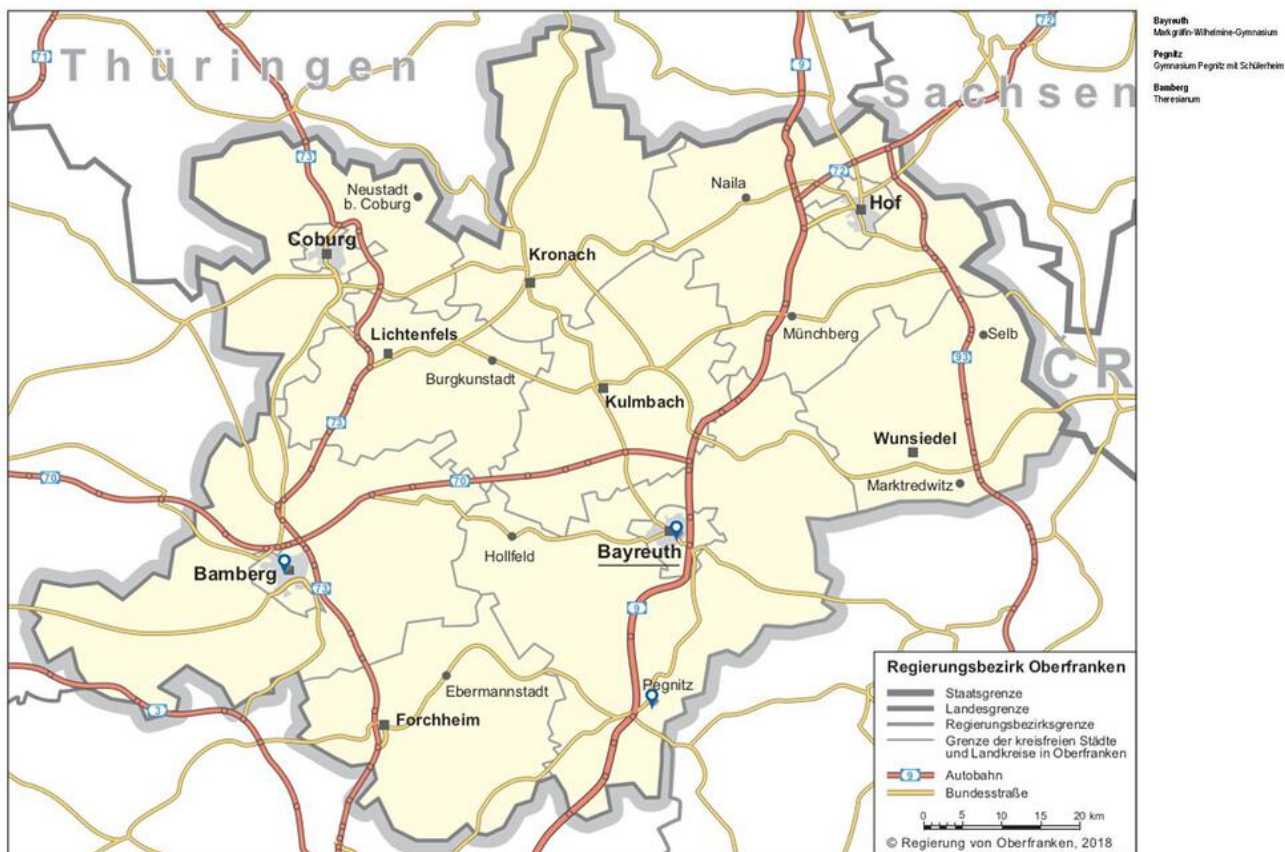 Thüringen
Sachsen
ČR
71
73
9
72
72
Neustadt
b. Coburg
Naila
Hof
Coburg
Kronach
Lichtenfels
Münchberg
Selb
Burgkunstadt
93
Kulmbach
73
Wunsiedel
70
70
Marktredwitz
Hollfeld
Bayreuth
Bamberg
73
9
Ebermannstadt
Pegnitz
3
Forchheim
Regierungsbezirk Oberfranken
Staatsgrenze
Landesgrenze
Regierungsbezirksgrenze
Grenze der kreisfreien Städte
und Landkreise in Oberfranken
9 Autobahn
Bundesstraße
0 5 10 15 20 km
© Regierung von Oberfranken, 2018
Bayreuth
Markgräfin-Wilhelmine-Gymnasium
Pegnitz
Gymnasium Pegnitz mit Schülerheim
Bamberg
Theresianum